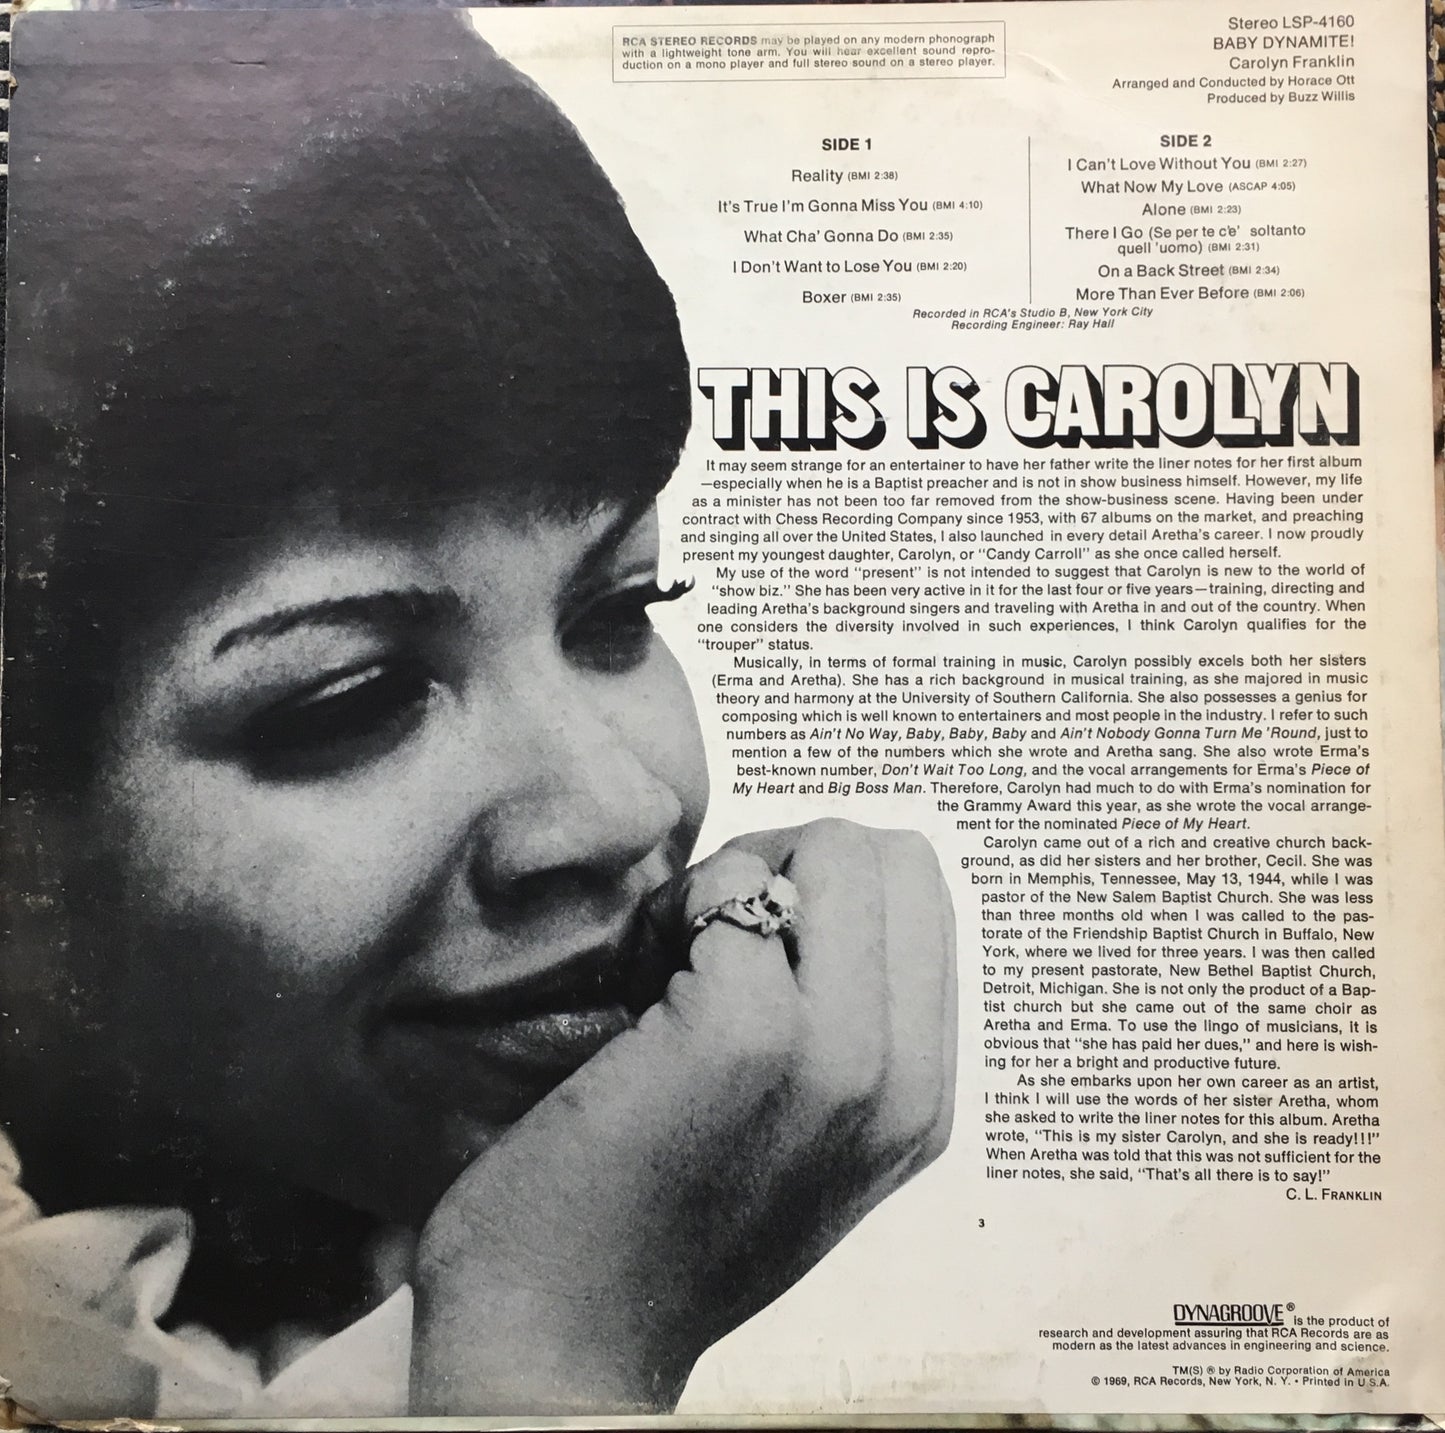 RCA STEREO RECORDS may be played on any modern phonograph
with a lightweight tone arm. You will hear excellent sound repro-
duction on a mono player and full stereo sound on a stereo player.
Stereo LSP-4160
BABY DYNAMITE!
Carolyn Franklin
Arranged and Conducted by Horace Ott
Produced by Buzz Willis
SIDE 1
Reality (BMI 2:38)
It's True I'm Gonna Miss You (BMI 4:10)
What Cha' Gonna Do (BMI 2:35)
I Don't Want to Lose You (BMI 2:20)
Boxer (BMI 2:35)
SIDE 2
I Can't Love Without You (BMI 2:27)
What Now My Love (ASCAP 4:05)
Alone (BMI 2:23)
There I Go (Se per te c'e' soltanto
quell 'uomo) (BMI 2:31)
On a Back Street (BMI 2:34)
More Than Ever Before (BMI 2:06)
Recorded in RCA's Studio B, New York City
Recording Engineer: Ray Hall
THIS IS CAROLYN
It may seem strange for an entertainer to have her father write the liner notes for her first album
—especially when he is a Baptist preacher and is not in show business himself. However, my life
as a minister has not been too far removed from the show-business scene. Having been under
contract with Chess Recording Company since 1953, with 67 albums on the market, and preaching
and singing all over the United States, I also launched in every detail Aretha's career. I now proudly
present my youngest daughter, Carolyn, or "Candy Carroll" as she once called herself.
My use of the word "present" is not intended to suggest that Carolyn is new to the world of
"show biz." She has been very active in it for the last four or five years—training, directing and
leading Aretha's background singers and traveling with Aretha in and out of the country. When
one considers the diversity involved in such experiences, I think Carolyn qualifies for the
"trouper" status.
Musically, in terms of formal training in music, Carolyn possibly excels both her sisters
(Erma and Aretha). She has a rich background in musical training, as she majored in music
theory and harmony at the University of Southern California. She also possesses a genius for
composing which is well known to entertainers and most people in the industry. I refer to such
numbers as Ain't No Way, Baby, Baby, Baby and Ain't Nobody Gonna Turn Me 'Round, just to
mention a few of the numbers which she wrote and Aretha sang. She also wrote Erma's
best-known number, Don't Wait Too Long, and the vocal arrangements for Erma's Piece of
My Heart and Big Boss Man. Therefore, Carolyn had much to do with Erma's nomination for
the Grammy Award this year, as she wrote the vocal arrange-
ment for the nominated Piece of My Heart.
Carolyn came out of a rich and creative church back-
ground, as did her sisters and her brother, Cecil. She was
born in Memphis, Tennessee, May 13, 1944, while I was
pastor of the New Salem Baptist Church. She was less
than three months old when I was called to the pas-
torate of the Friendship Baptist Church in Buffalo, New
York, where we lived for three years. I was then called
to my present pastorate, New Bethel Baptist Church,
Detroit, Michigan. She is not only the product of a Bap-
tist church but she came out of the same choir as
Aretha and Erma. To use the lingo of musicians, it is
obvious that "she has paid her dues," and here is wish-
ing for her a bright and productive future.
As she embarks upon her own career as an artist,
I think I will use the words of her sister Aretha, whom
she asked to write the liner notes for this album. Aretha
wrote, "This is my sister Carolyn, and she is ready!!!"
When Aretha was told that this was not sufficient for the
liner notes, she said, "That's all there is to say!"
C. L. FRANKLIN
3
DYNAGROOVE® is the product of
research and development assuring that RCA Records are as
modern as the latest advances in engineering and science.
TM(S) ® by Radio Corporation of America
© 1969, RCA Records, New York, N. Y. • Printed in U.S.A.